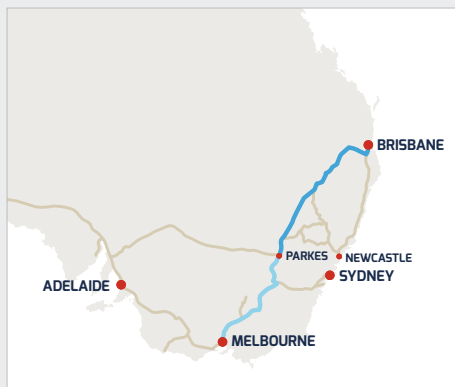 BRISBANE
PARKES
NEWCASTLE
SYDNEY
ADELAIDE
MELBOURNE